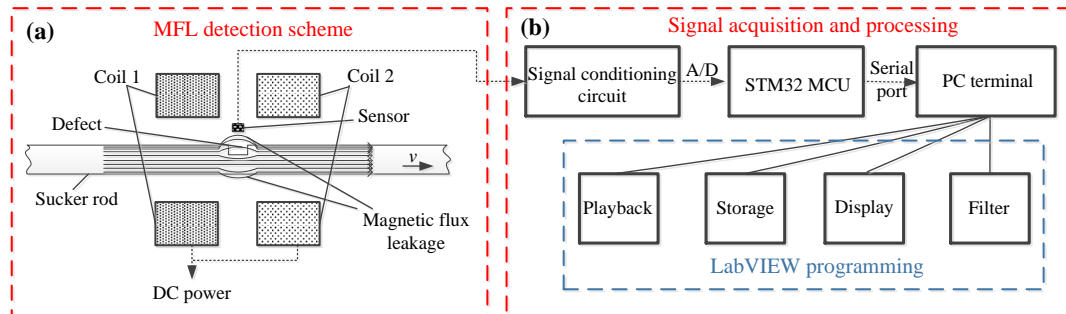 (a)
MFL detection scheme
Coil 1
Coil 2
Sensor
Defect
v
Sucker rod
Magnetic flux
leakage
DC power
(b)
Signal acquisition and processing
Signal conditioning
circuit
A/D
STM32 MCU
Serial
port
PC terminal
Playback
Storage
Display
Filter
LabVIEW programming